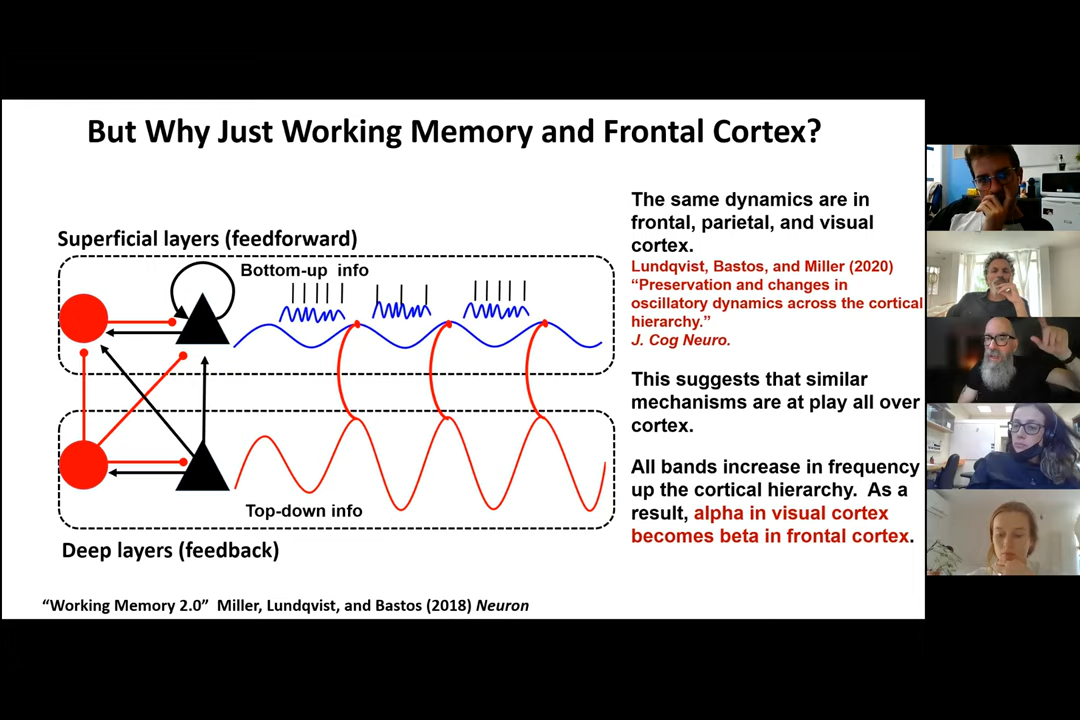 But Why Just Working Memory and Frontal Cortex?
Superficial layers (feedforward)
Bottom-up info
Top-down info
Deep layers (feedback)
"Working Memory 2.0" Miller, Lundqvist, and Bastos (2018) Neuron
The same dynamics are in
frontal, parietal, and visual
cortex.
Lundqvist, Bastos, and Miller (2020)
"Preservation and changes in
oscillatory dynamics across the cortical
hierarchy."
J. Cog Neuro.
This suggests that similar
mechanisms are at play all over
cortex.
All bands increase in frequency
up the cortical hierarchy. As a
result, alpha in visual cortex
becomes beta in frontal cortex.